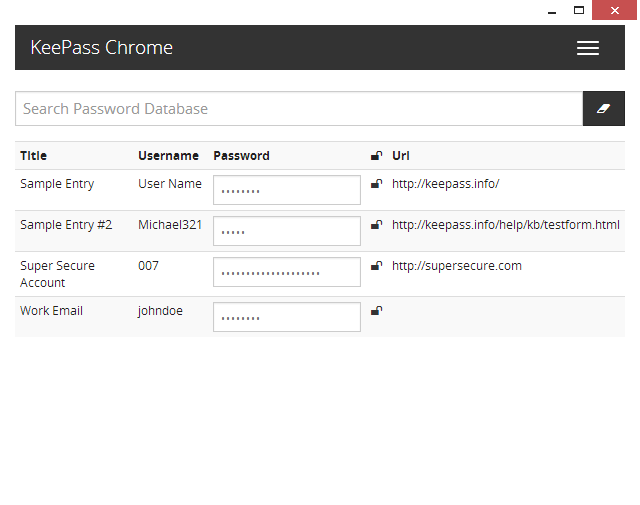 KeePass Chrome
Search Password Database
Title Username Password Url
Sample Entry User Name •••••••• http://keepass.info/
Sample Entry #2 Michael321 ••••• http://keepass.info/help/kb/testform.html
Super Secure 007 •••••••••••••••••••• http://supersecure.com
Account
Work Email johndoe ••••••••